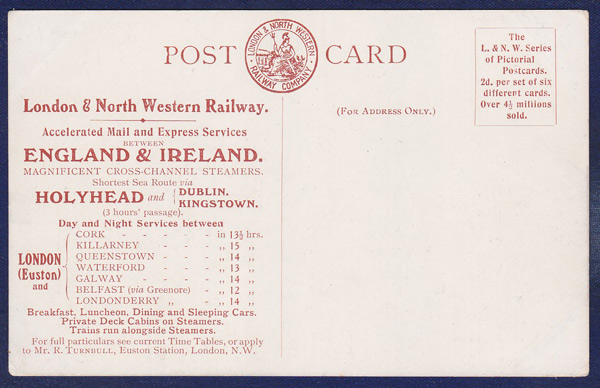 POST CARD
LONDON & NORTH WESTERN RAILWAY COMPANY
The
L. & N. W. Series
of Pictorial
Postcards.
2d. per set of six
different cards.
Over 4½ millions
sold.
London & North Western Railway.
Accelerated Mail and Express Services
BETWEEN
ENGLAND & IRELAND.
MAGNIFICENT CROSS-CHANNEL STEAMERS.
Shortest Sea Route via
HOLYHEAD and { DUBLIN.
KINGSTOWN.
(3 hours' passage).
Day and Night Services between
LONDON
(Euston)
and
CORK - - - - - in 13½ hrs.
KILLARNEY - - - ,, 15 ,,
QUEENSTOWN - - - ,, 14 ,,
WATERFORD - - - ,, 13 ,,
GALWAY - - - - ,, 14 ,,
BELFAST (via Greenore) - ,, 12 ,,
LONDONDERRY ,, - ,, 14 ,,
Breakfast, Luncheon, Dining and Sleeping Cars.
Private Deck Cabins on Steamers.
Trains run alongside Steamers.
For full particulars see current Time Tables, or apply
to Mr. R. TURNBULL, Euston Station, London, N.W.
(FOR ADDRESS ONLY.)